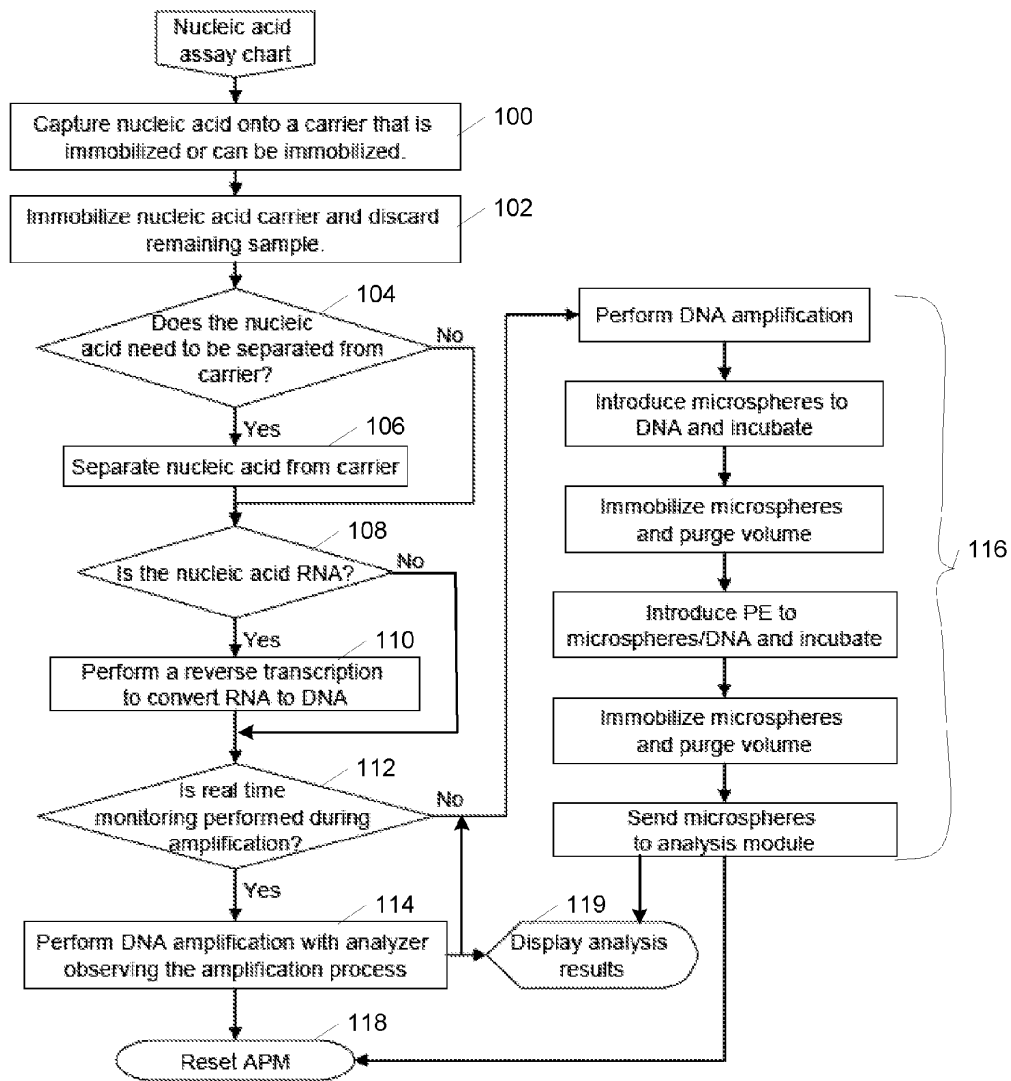 Nucleic acid
assay chart
100
Capture nucleic acid onto a carrier that is
immobilized or can be immobilized.
102
Immobilize nucleic acid carrier and discard
remaining sample.
104
Does the nucleic
acid need to be separated from
carrier?
No
Yes
106
Separate nucleic acid from carrier
108
Is the nucleic acid RNA?
No
Yes
110
Perform a reverse transcription
to convert RNA to DNA
112
Is real time
monitoring performed during
amplification?
No
Yes
114
Perform DNA amplification with analyzer
observing the amplification process
118
Reset APM
Perform DNA amplification
Introduce microspheres to
DNA and incubate
Immobilize microspheres
and purge volume
116
Introduce PE to
microspheres/DNA and incubate
Immobilize microspheres
and purge volume
Send microspheres
to analysis module
119
Display analysis
results